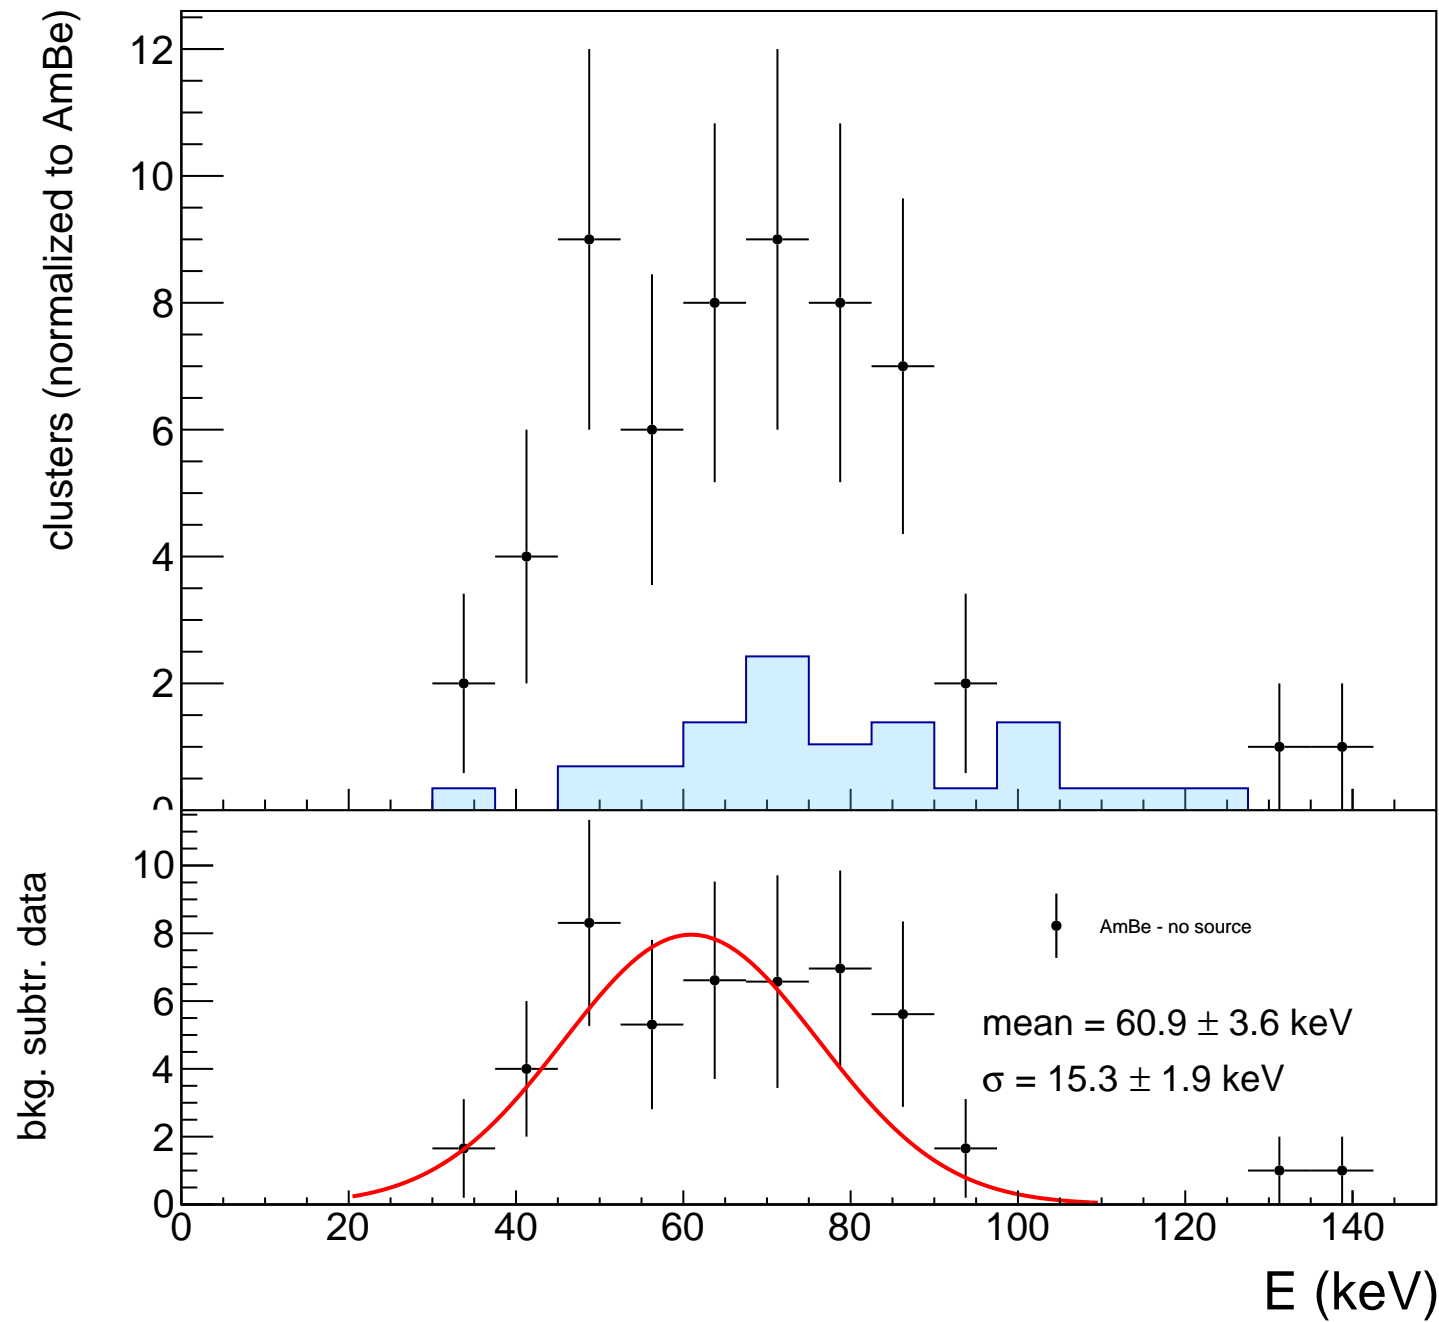 clusters (normalized to AmBe)
12
10
8
6
4
2
0
bkg. subtr. data
10
8
6
4
2
0
AmBe - no source
mean = 60.9 ± 3.6 keV
σ = 15.3 ± 1.9 keV
0 20 40 60 80 100 120 140
E (keV)